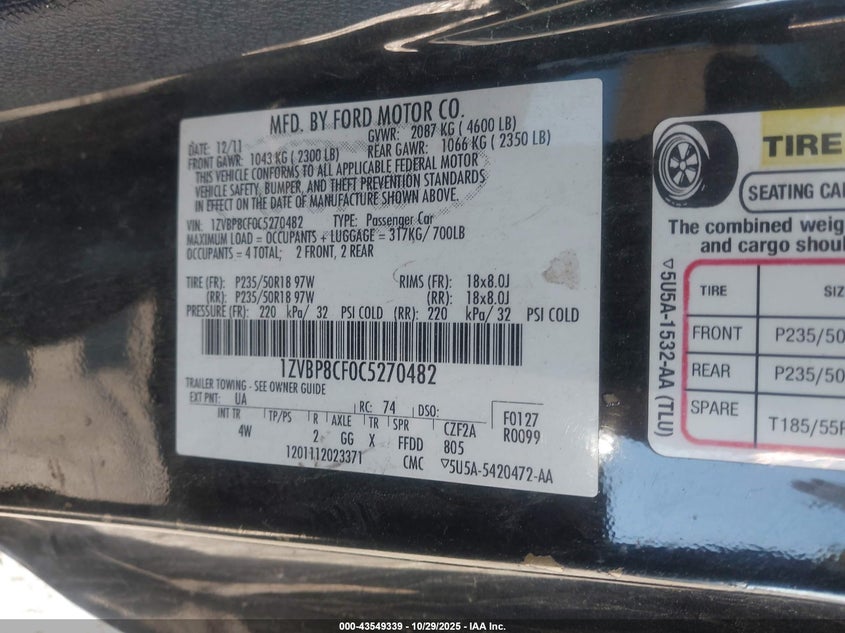 MFD. BY FORD MOTOR CO.
DATE: 12/11 GVWR: 2087 KG ( 4600 LB)
FRONT GAWR: 1043 KG ( 2300 LB) REAR GAWR: 1066 KG ( 2350 LB)
THIS VEHICLE CONFORMS TO ALL APPLICABLE FEDERAL MOTOR
VEHICLE SAFETY, BUMPER, AND THEFT PREVENTION STANDARDS
IN EFFECT ON THE DATE OF MANUFACTURE SHOWN ABOVE.
VIN: 1ZVBP8CF0C5270482 TYPE: Passenger Car
MAXIMUM LOAD = OCCUPANTS + LUGGAGE = 317KG/ 700LB
OCCUPANTS = 4 TOTAL; 2 FRONT, 2 REAR
TIRE (FR): P235/50R18 97W RIMS (FR): 18x8.0J
(RR): P235/50R18 97W (RR): 18x8.0J
PRESSURE (FR): 220 kPa/ 32 PSI COLD (RR): 220 kPa/ 32 PSI COLD
1ZVBP8CF0C5270482
TRAILER TOWING - SEE OWNER GUIDE
EXT PNT: UA RC: 74 DSO: F0127
INT TR TP/PS R AXLE TR SPR CZF2A R0099
4W 2 GG X FFDD 805
1201112023371 CMC ▽5U5A-5420472-AA
TIRE
SEATING CA
The combined weig
and cargo shou
▽5U5A-1532-AA (TLU)
TIRE SIZ
FRONT P235/50
REAR P235/50
SPARE T185/55
000-43549339 - 10/29/2025 - IAA Inc.